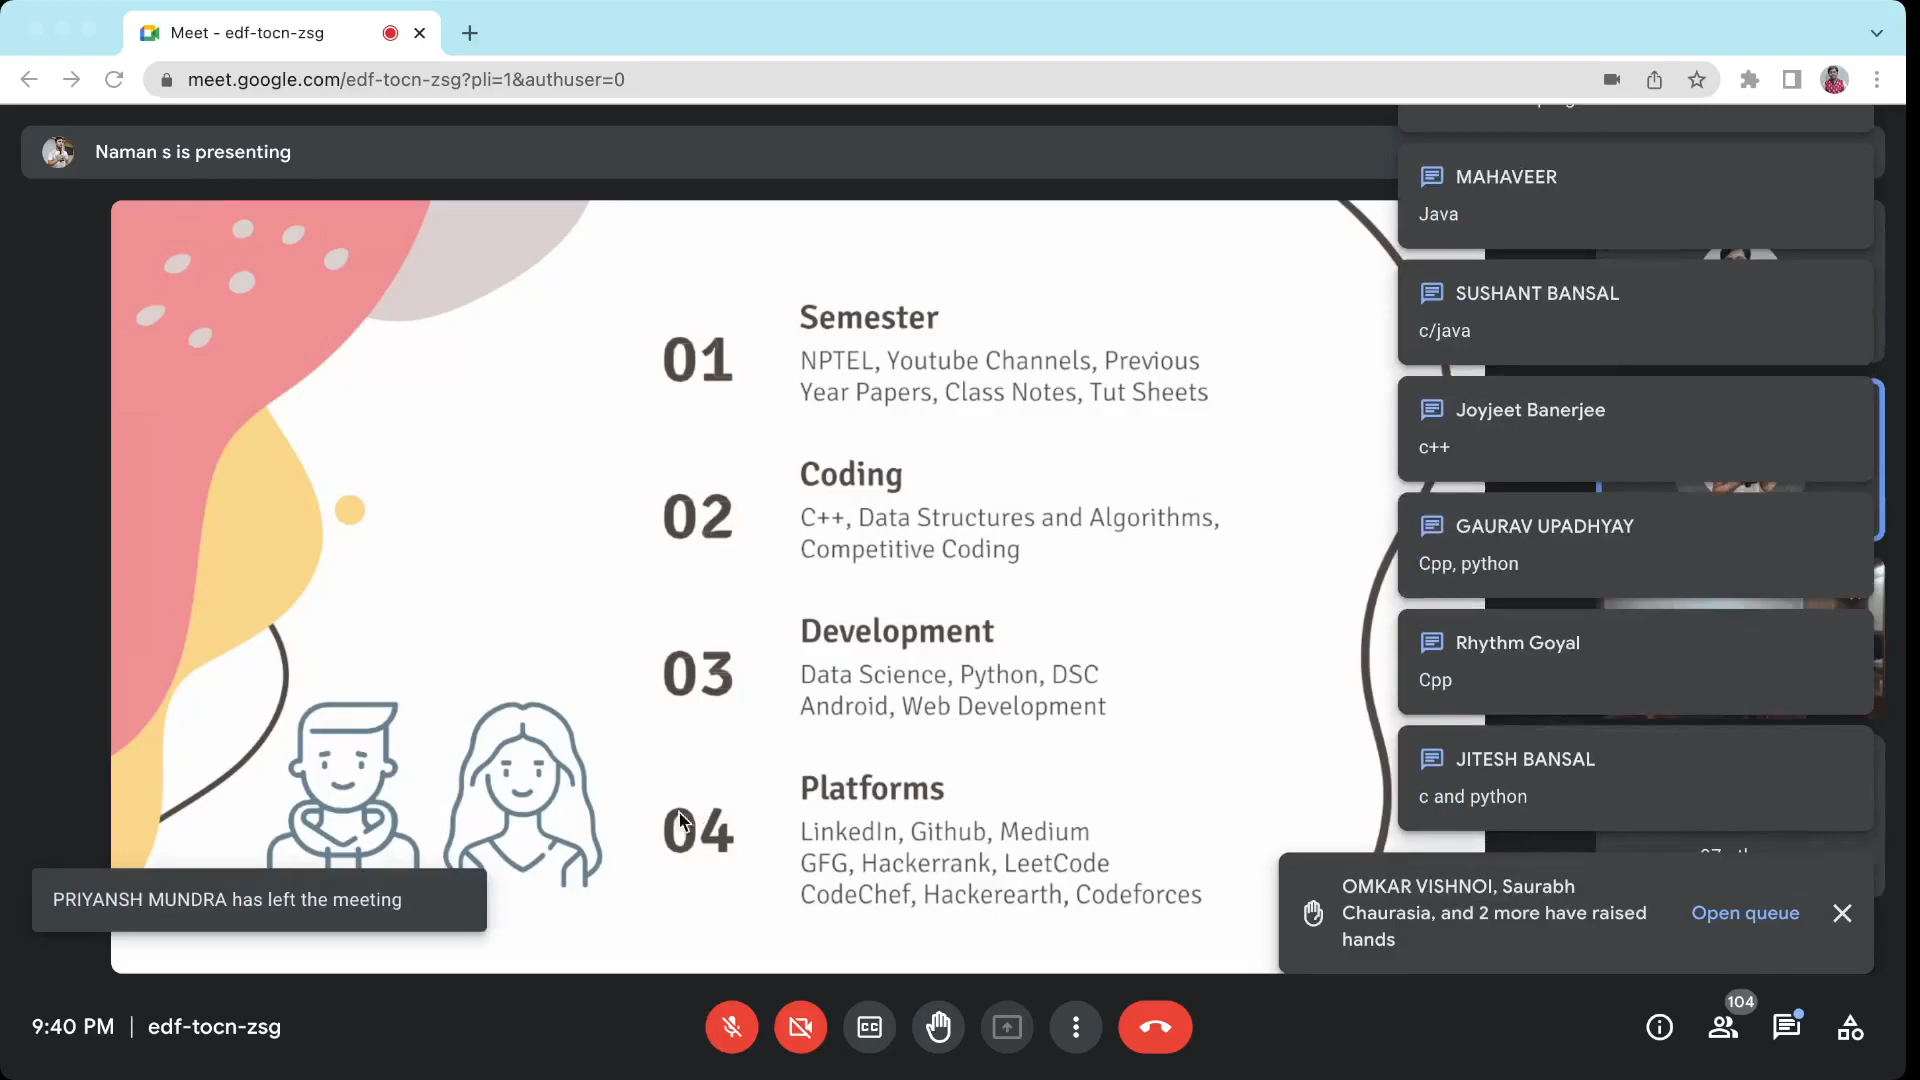 Meet - edf-tocn-zsg
meet.google.com/edf-tocn-zsg?pli=1&authuser=0
Naman s is presenting
01
Semester
NPTEL, Youtube Channels, Previous
Year Papers, Class Notes, Tut Sheets
02
Coding
C++, Data Structures and Algorithms,
Competitive Coding
03
Development
Data Science, Python, DSC
Android, Web Development
04
Platforms
LinkedIn, Github, Medium
GFG, Hackerrank, LeetCode
CodeChef, Hackerearth, Codeforces
MAHAVEER
Java
SUSHANT BANSAL
c/java
Joyjeet Banerjee
c++
GAURAV UPADHYAY
Cpp, python
Rhythm Goyal
Cpp
JITESH BANSAL
c and python
PRIYANSH MUNDRA has left the meeting
OMKAR VISHNOI, Saurabh
Chaurasia, and 2 more have raised
hands
Open queue
9:40 PM | edf-tocn-zsg
CC
104